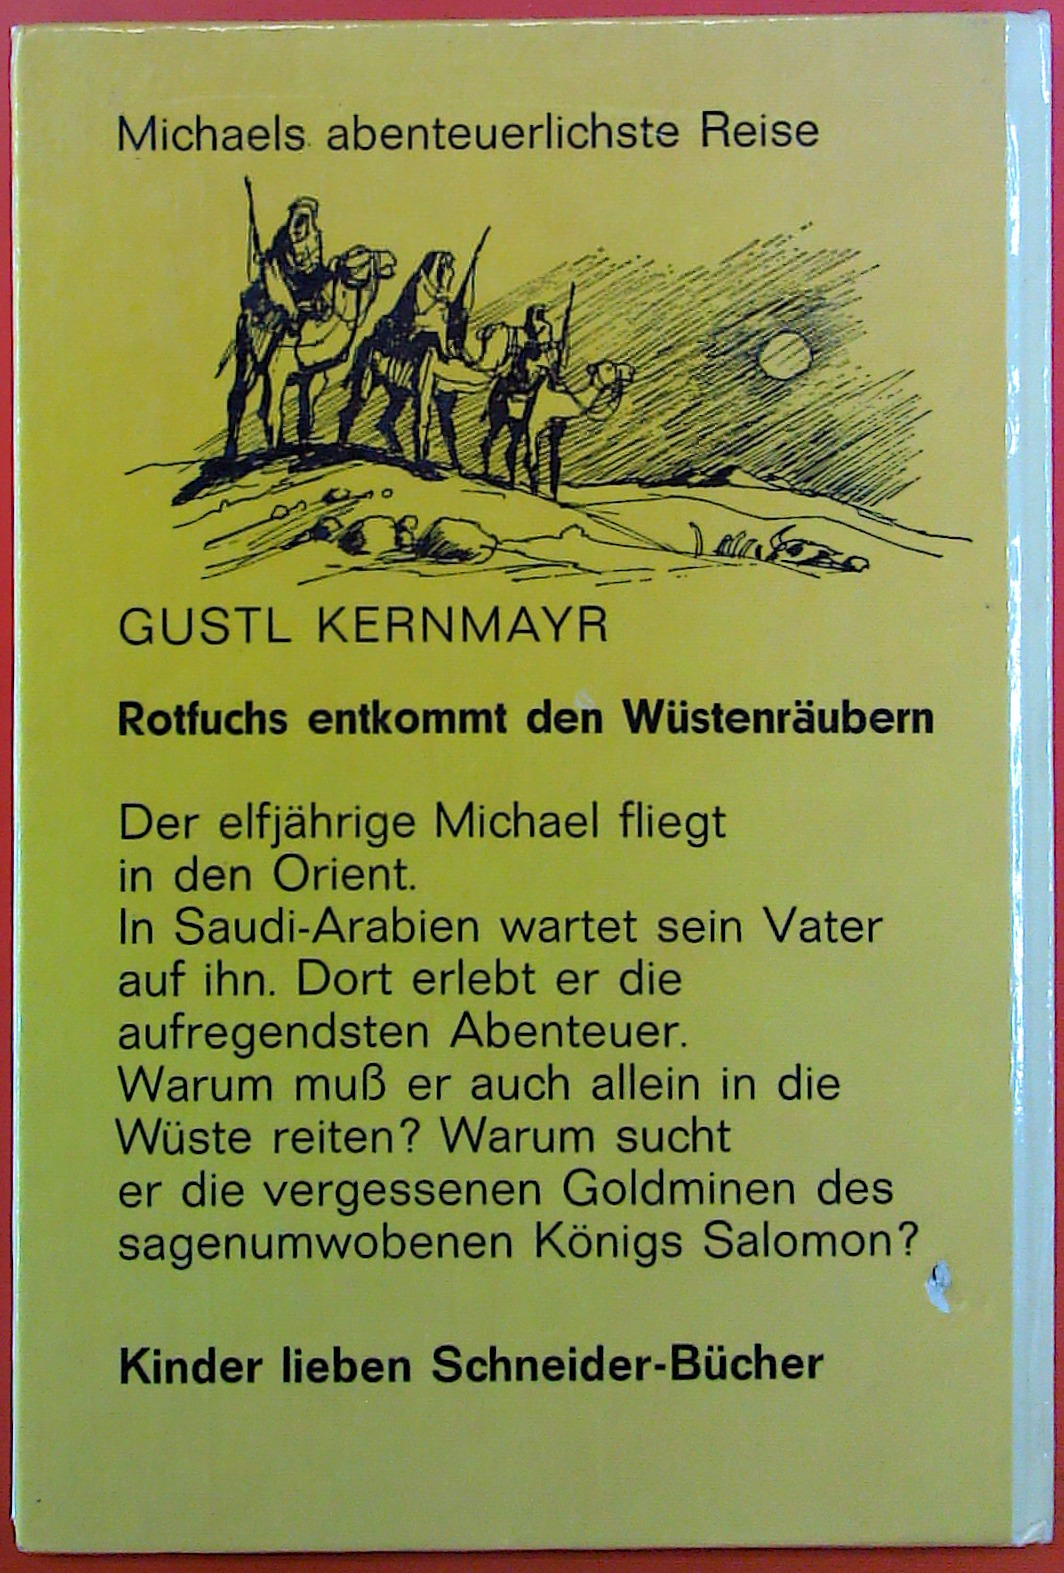 Michaels abenteuerlichste Reise
GUSTL KERNMAYR
Rotfuchs entkommt den Wüstenräubern
Der elfjährige Michael fliegt
in den Orient.
In Saudi-Arabien wartet sein Vater
auf ihn. Dort erlebt er die
aufregendsten Abenteuer.
Warum muß er auch allein in die
Wüste reiten? Warum sucht
er die vergessenen Goldminen des
sagenumwobenen Königs Salomon?
Kinder lieben Schneider-Bücher